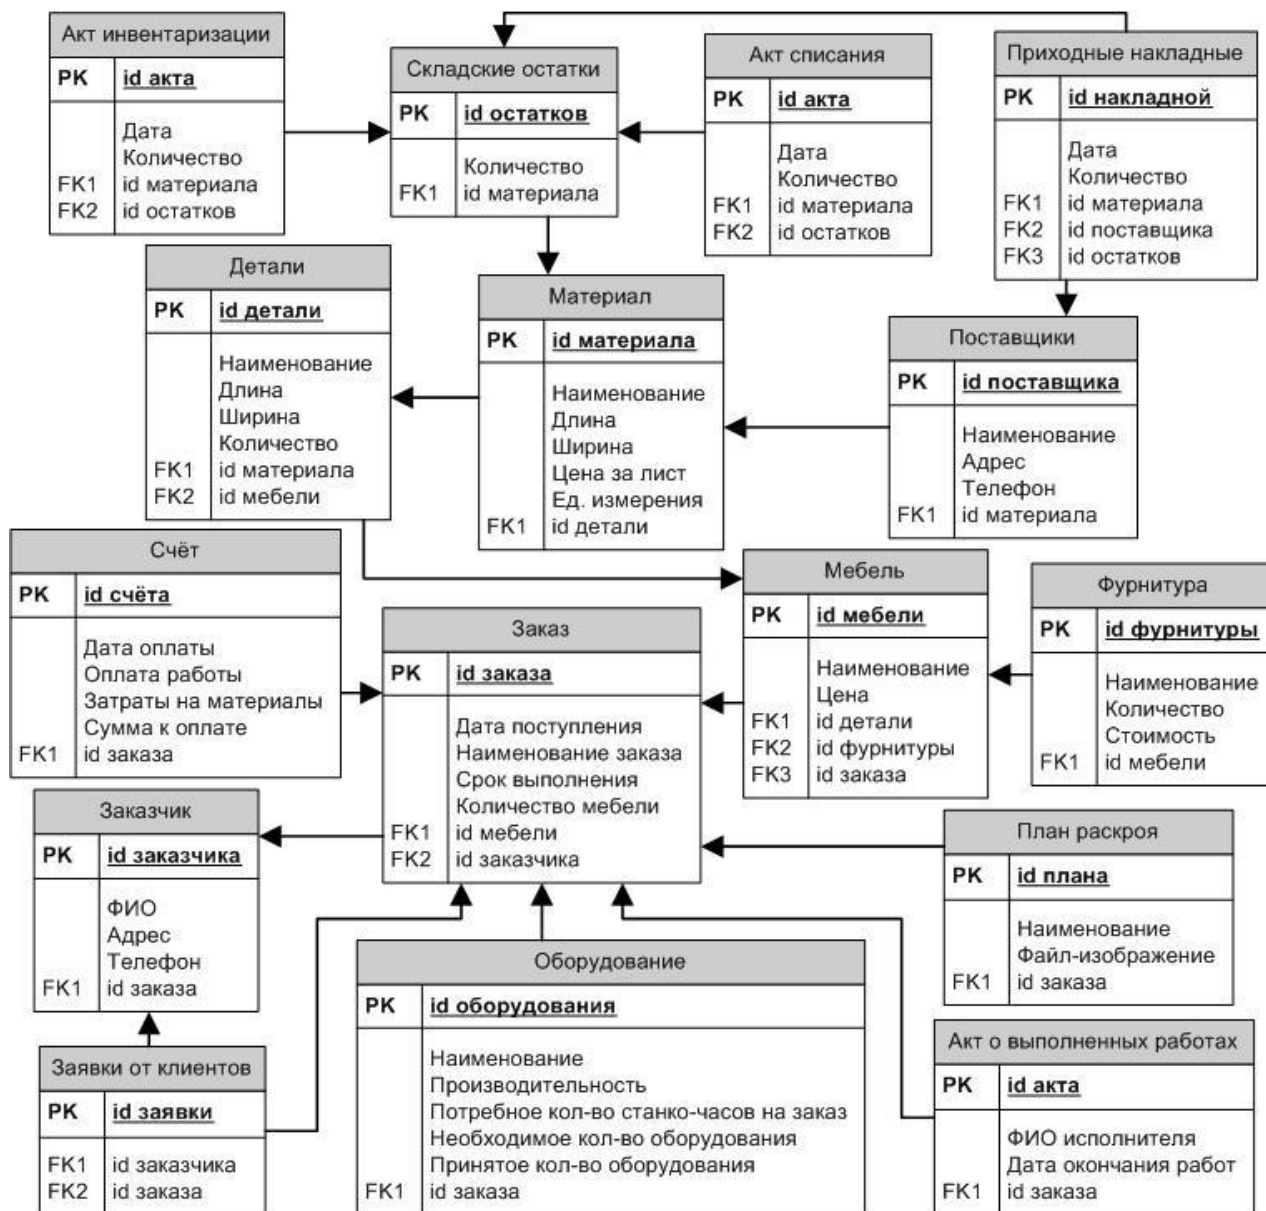 Акт инвентаризации
PK id акта
Дата
Количество
FK1 id материала
FK2 id остатков
Складские остатки
PK id остатков
Количество
FK1 id материала
Акт списания
PK id акта
Дата
Количество
FK1 id материала
FK2 id остатков
Приходные накладные
PK id накладной
Дата
Количество
FK1 id материала
FK2 id поставщика
FK3 id остатков
Детали
PK id детали
Наименование
Длина
Ширина
Количество
FK1 id материала
FK2 id мебели
Материал
PK id материала
Наименование
Длина
Ширина
Цена за лист
Ед. измерения
FK1 id детали
Поставщики
PK id поставщика
Наименование
Адрес
Телефон
FK1 id материала
Счёт
PK id счёта
Дата оплаты
Оплата работы
Затраты на материалы
Сумма к оплате
FK1 id заказа
Заказ
PK id заказа
Дата поступления
Наименование заказа
Срок выполнения
Количество мебели
FK1 id мебели
FK2 id заказчика
Мебель
PK id мебели
Наименование
Цена
FK1 id детали
FK2 id фурнитуры
FK3 id заказа
Фурнитура
PK id фурнитуры
Наименование
Количество
Стоимость
FK1 id мебели
Заказчик
PK id заказчика
ФИО
Адрес
Телефон
FK1 id заказа
План раскроя
PK id плана
Наименование
Файл-изображение
FK1 id заказа
Заявки от клиентов
PK id заявки
FK1 id заказчика
FK2 id заказа
Оборудование
PK id оборудования
Наименование
Производительность
Потребное кол-во станко-часов на заказ
Необходимое кол-во оборудования
Принятое кол-во оборудования
FK1 id заказа
Акт о выполненных работах
PK id акта
ФИО исполнителя
Дата окончания работ
FK1 id заказа